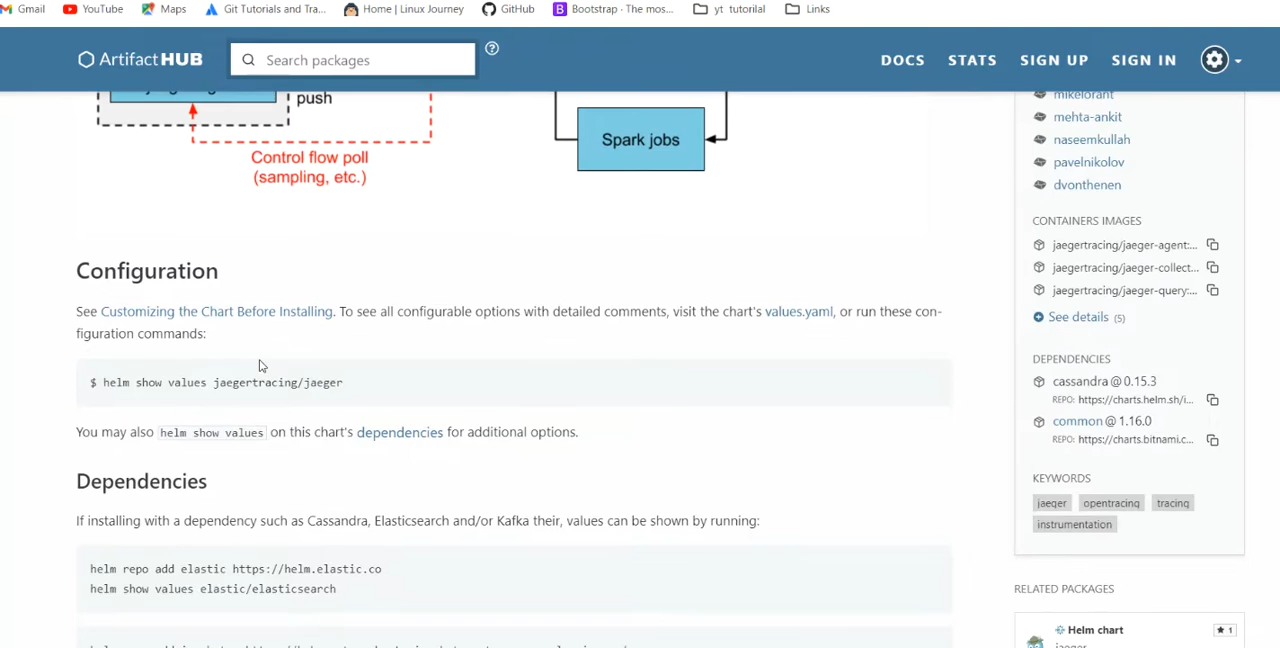 Gmail
YouTube
Maps
Git Tutorials and Tra...
Home | Linux Journey
GitHub
Bootstrap · The mos...
yt tutorilal
Links
ArtifactHUB
Search packages
DOCS
STATS
SIGN UP
SIGN IN
push
Control flow poll
(sampling, etc.)
Spark jobs
Configuration
See Customizing the Chart Before Installing. To see all configurable options with detailed comments, visit the chart's values.yaml, or run these con-
figuration commands:
$ helm show values jaegertracing/jaeger
You may also helm show values on this chart's dependencies for additional options.
Dependencies
If installing with a dependency such as Cassandra, Elasticsearch and/or Kafka their, values can be shown by running:
helm repo add elastic https://helm.elastic.co
helm show values elastic/elasticsearch
mikelorant
mehta-ankit
naseemkullah
pavelnikolov
dvonthenen
CONTAINERS IMAGES
jaegertracing/jaeger-agent:...
jaegertracing/jaeger-collect...
jaegertracing/jaeger-query:...
See details (5)
DEPENDENCIES
cassandra @ 0.15.3
REPO: https://charts.helm.sh/i...
common @ 1.16.0
REPO: https://charts.bitnami.c...
KEYWORDS
jaeger
opentracing
tracing
instrumentation
RELATED PACKAGES
Helm chart
1
jaeger